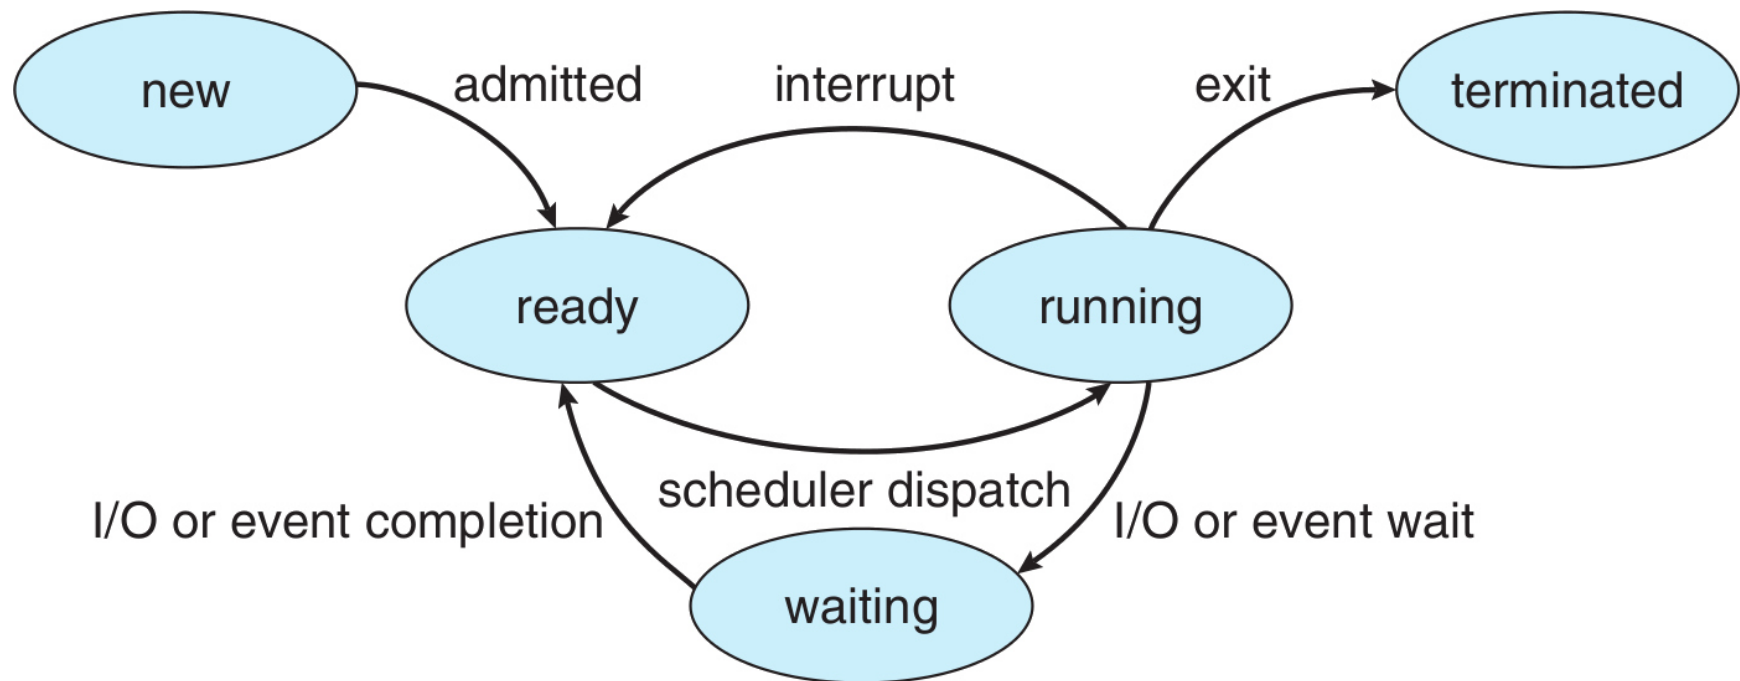 new
admitted
interrupt
exit
terminated
ready
running
scheduler dispatch
I/O or event completion
I/O or event wait
waiting